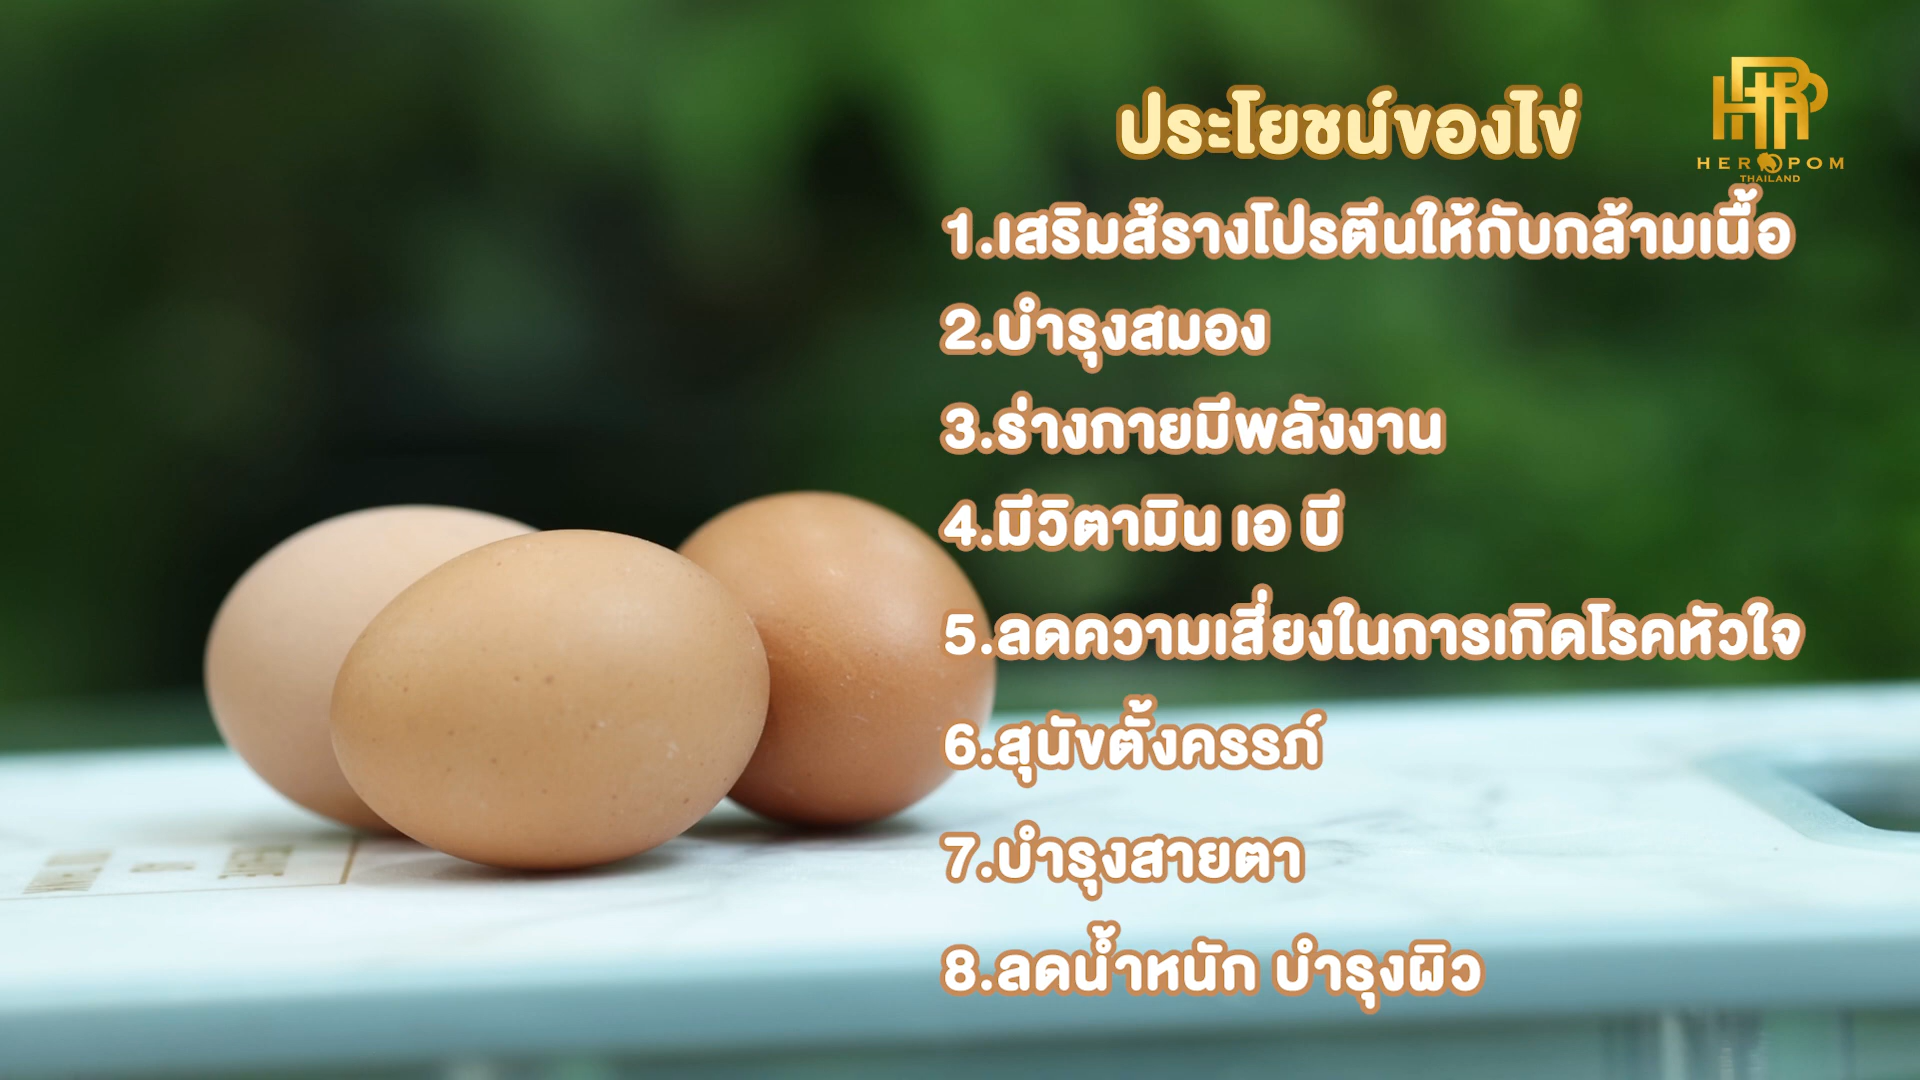 ประโยชน์ของไข่
HEROPOM
THAILAND
1.เสริมส้รางโปรตีนให้กับกล้ามเนื้อ
2.บำรุงสมอง
3.ร่างกายมีพลังงาน
4.มีวิตามิน เอ บี
5.ลดความเสี่ยงในการเกิดโรคหัวใจ
6.สุนัขตั้งครรภ์
7.บำรุงสายตา
8.ลดน้ำหนัก บำรุงผิว